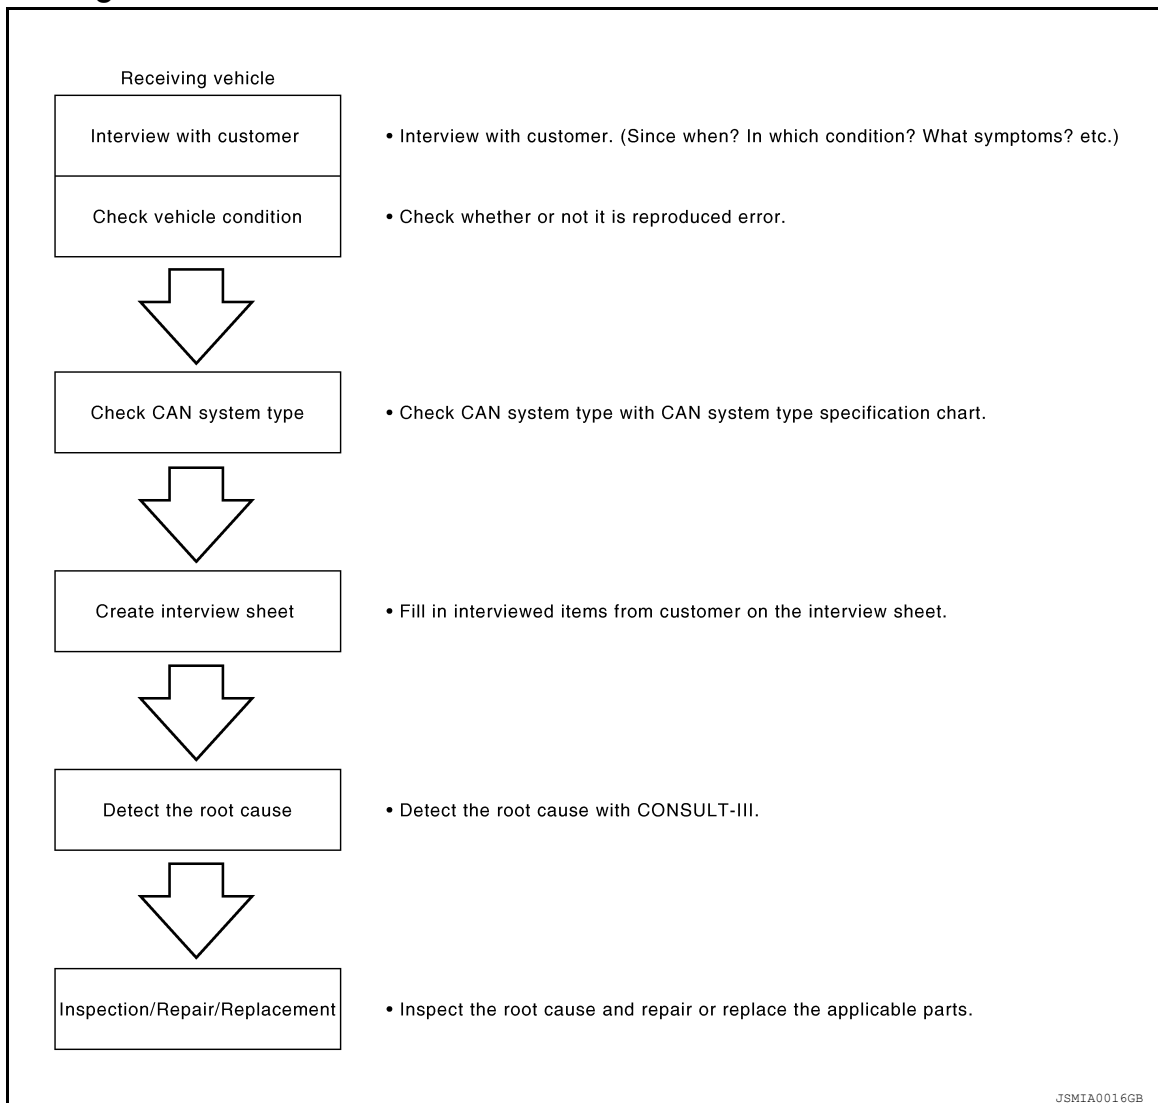 Receiving vehicle
Interview with customer
• Interview with customer. (Since when? In which condition? What symptoms? etc.)
Check vehicle condition
• Check whether or not it is reproduced error.
Check CAN system type
• Check CAN system type with CAN system type specification chart.
Create interview sheet
• Fill in interviewed items from customer on the interview sheet.
Detect the root cause
• Detect the root cause with CONSULT-III.
Inspection/Repair/Replacement
• Inspect the root cause and repair or replace the applicable parts.
JSMIA0016GB